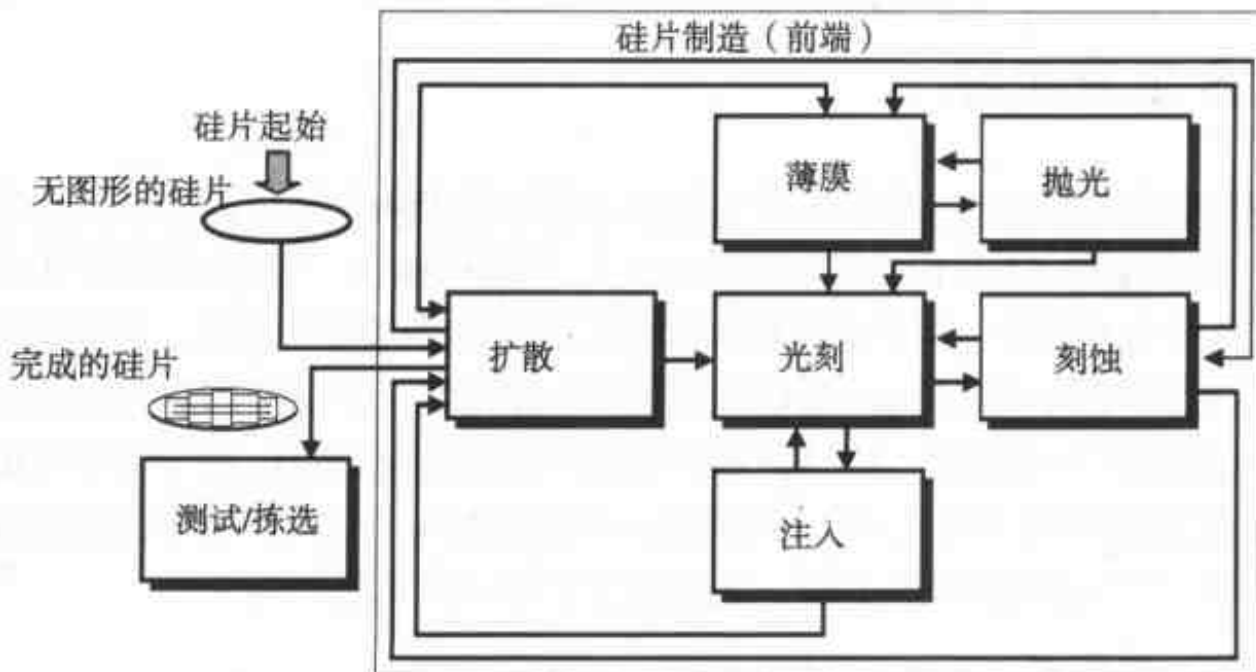 硅片制造（前端）
硅片起始
无图形的硅片
薄膜
抛光
完成的硅片
扩散
光刻
刻蚀
测试/拣选
注入